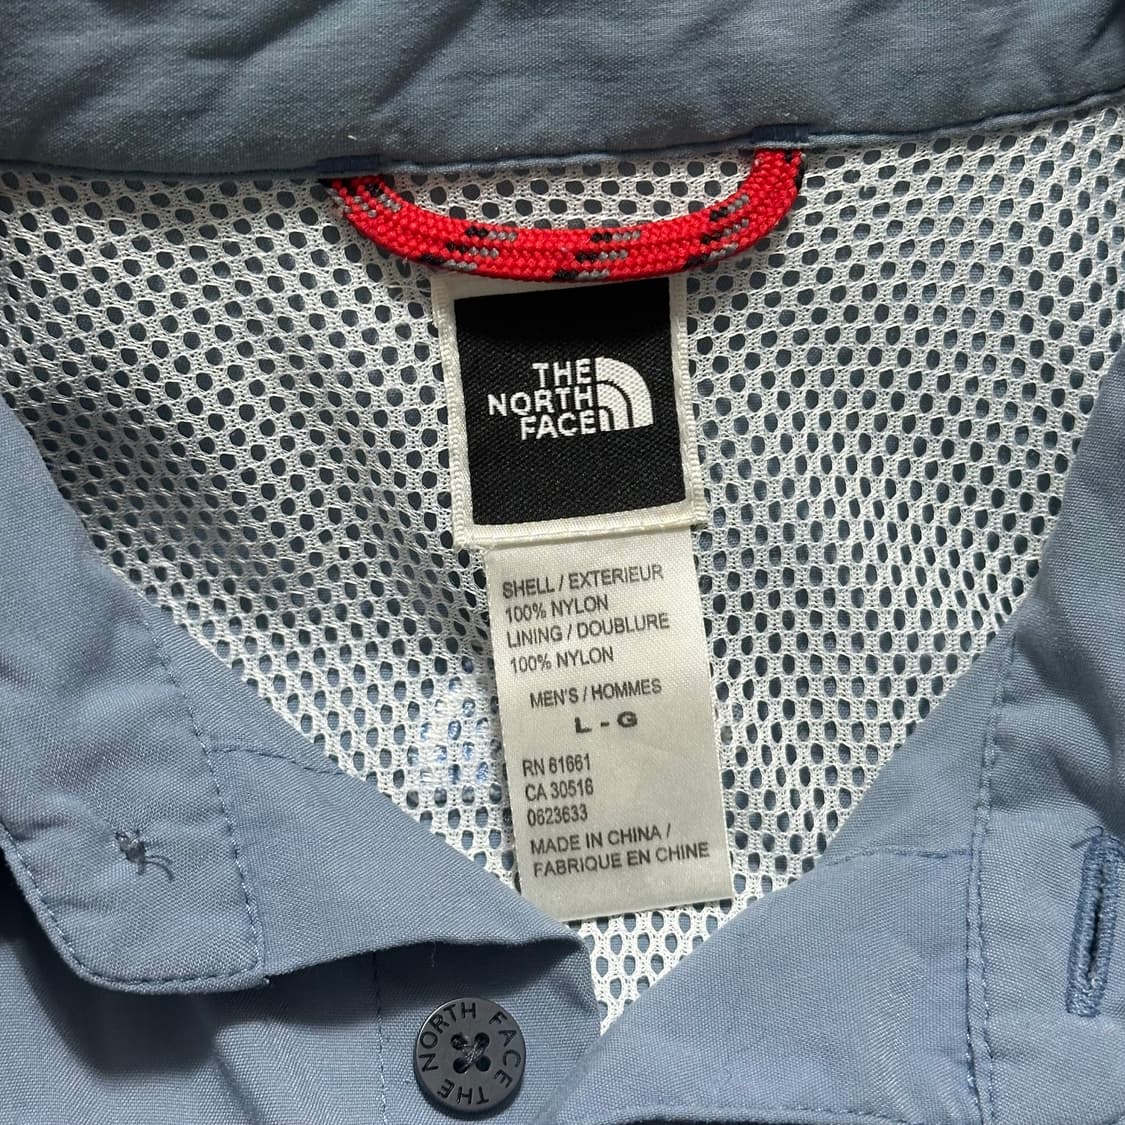 THE
NORTH
FACE
SHELL / EXTERIEUR
100% NYLON
LINING / DOUBLURE
100% NYLON
MEN'S / HOMMES
L - G
RN 61661
CA 30516
0623633
MADE IN CHINA /
FABRIQUE EN CHINE
THE NORTH FACE